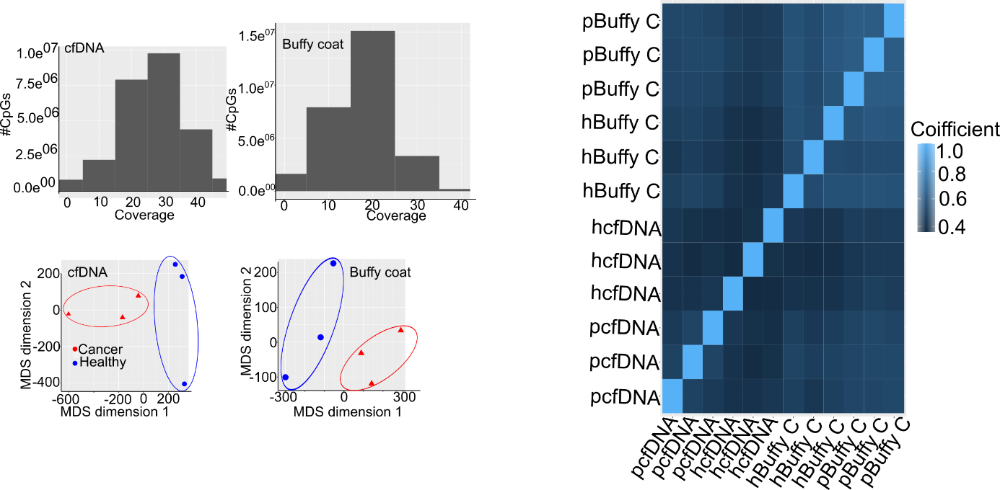 cfDNA
1.0e07
7.5e06
5.0e06
2.5e06
0.0e00
#CpGs
0 10 20 30 40
Coverage
Buffy coat
1.5e07
1.0e07
5.0e06
0.0e00
#CpGs
0 10 20 30 40
Coverage
cfDNA
200
0
-200
-400
MDS dimension 2
Cancer
Healthy
-600 -200 0 200
MDS dimension 1
Buffy coat
200
100
0
-100
MDS dimension 2
-300 0 300
MDS dimension 1
pBuffy C
pBuffy C
pBuffy C
hBuffy C
hBuffy C
hBuffy C
hcfDNA
hcfDNA
hcfDNA
pcfDNA
pcfDNA
pcfDNA
pcfDNA
pcfDNA
pcfDNA
hcfDNA
hcfDNA
hcfDNA
hBuffy C
hBuffy C
hBuffy C
pBuffy C
pBuffy C
pBuffy C
Coifficient
1.0
0.8
0.6
0.4